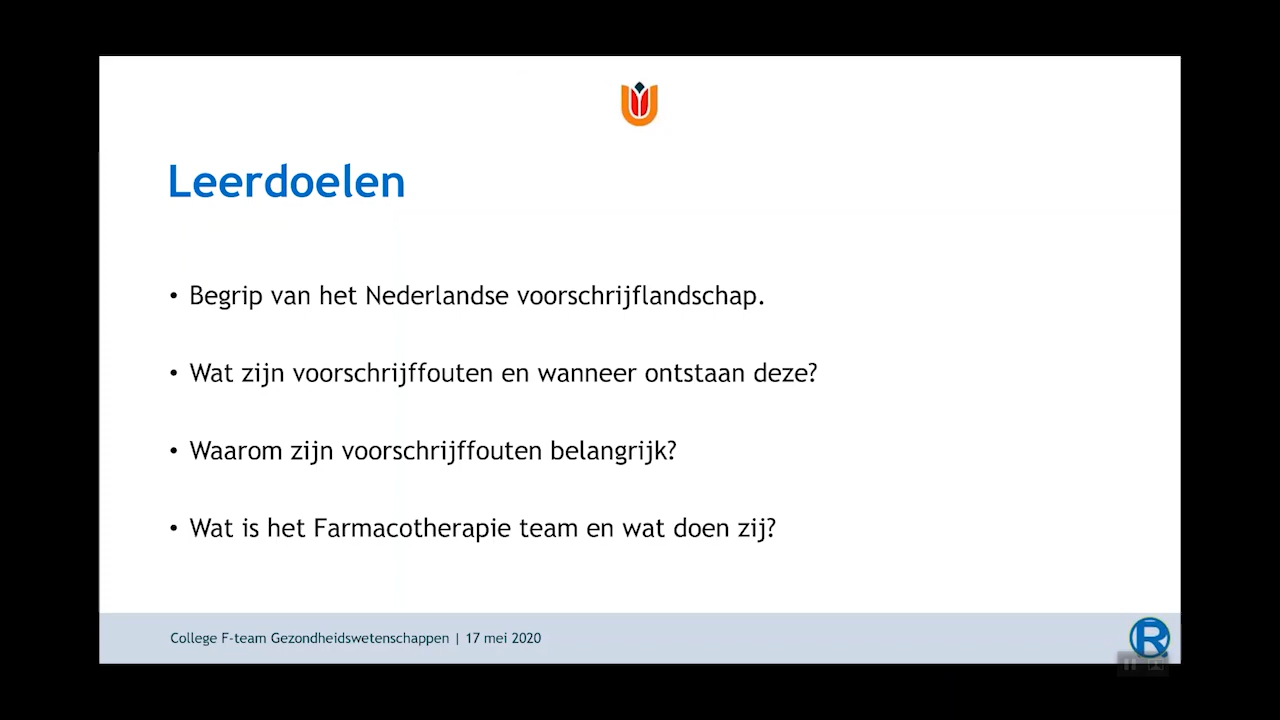 Leerdoelen
• Begrip van het Nederlandse voorschrijflandschap.
• Wat zijn voorschrijffouten en wanneer ontstaan deze?
• Waarom zijn voorschrijffouten belangrijk?
• Wat is het Farmacotherapie team en wat doen zij?
College F-team Gezondheidswetenschappen | 17 mei 2020
R